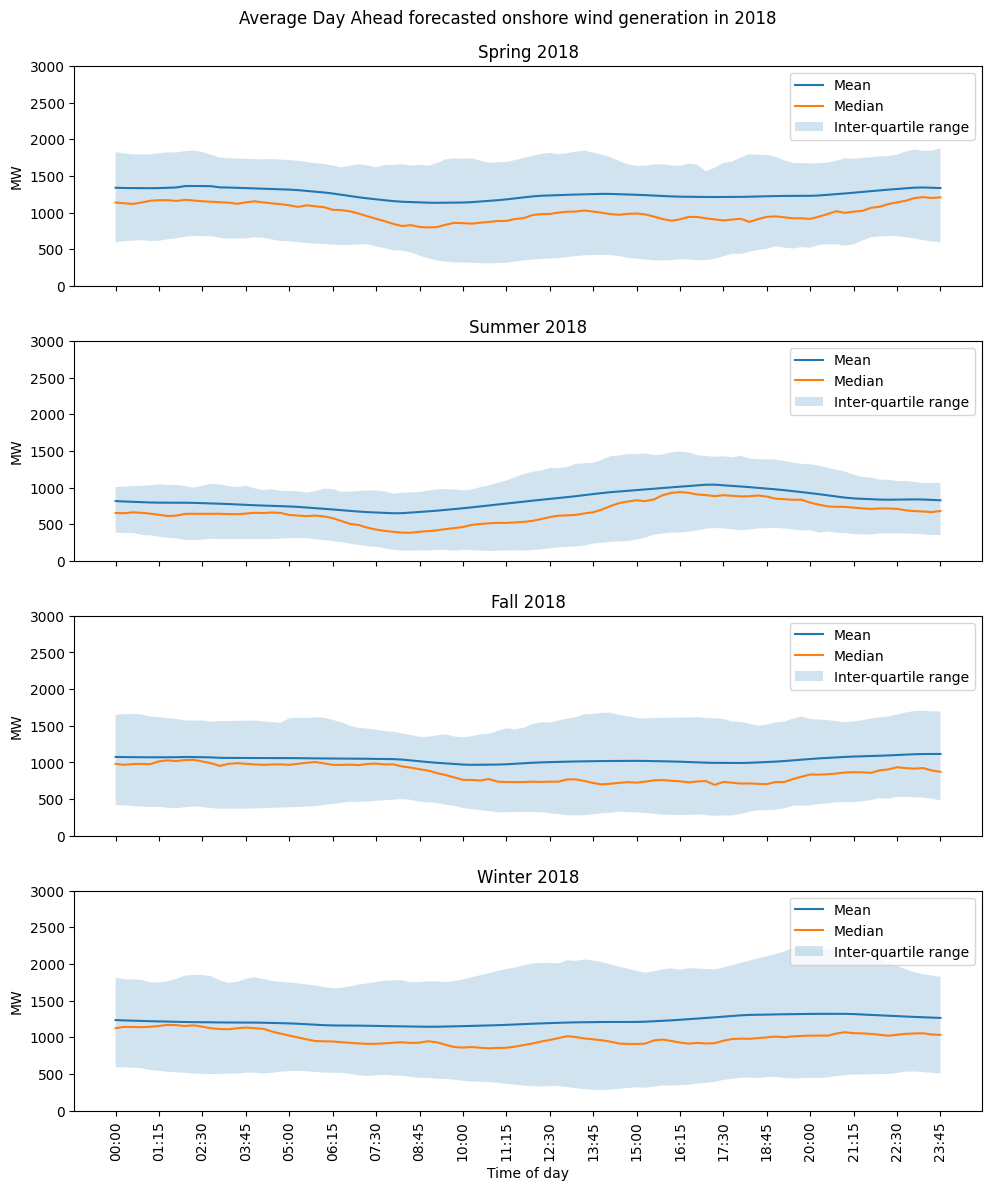 Average Day Ahead forecasted onshore wind generation in 2018
Spring 2018
3000
2500
2000
1500
1000
500
0
MW
Mean
Median
Inter-quartile range
Summer 2018
3000
2500
2000
1500
1000
500
0
MW
Mean
Median
Inter-quartile range
Fall 2018
3000
2500
2000
1500
1000
500
0
MW
Mean
Median
Inter-quartile range
Winter 2018
3000
2500
2000
1500
1000
500
0
MW
Mean
Median
Inter-quartile range
00:00 01:15 02:30 03:45 05:00 06:15 07:30 08:45 10:00 11:15 12:30 13:45 15:00 16:15 17:30 18:45 20:00 21:15 22:30 23:45
Time of day